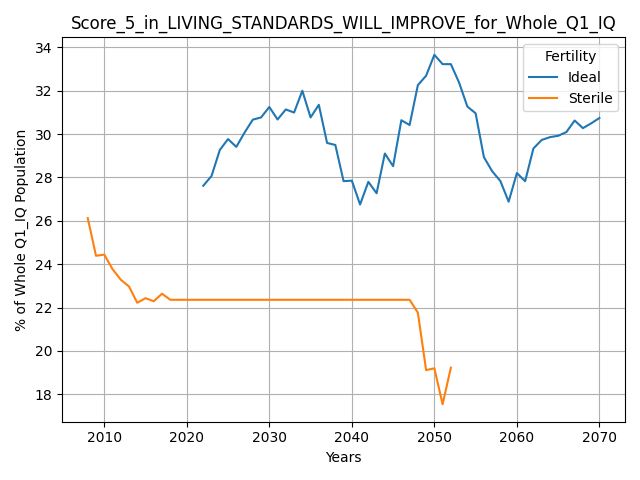 Score_5_in_LIVING_STANDARDS_WILL_IMPROVE_for_Whole_Q1_IQ
Fertility
Ideal
Sterile
34
32
30
28
26
24
22
20
18
% of Whole Q1_IQ Population
2010
2020
2030
2040
2050
2060
2070
Years